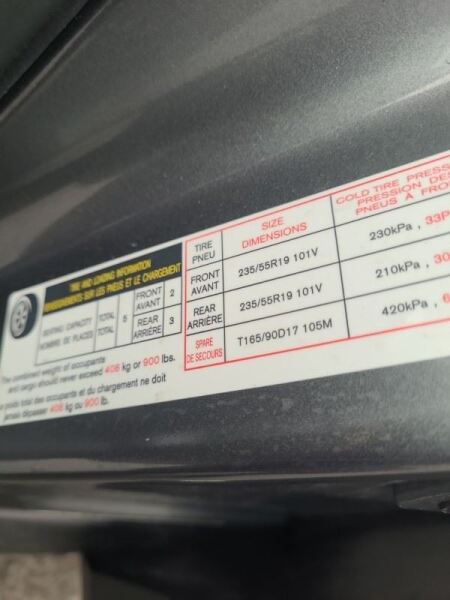 TIRE AND LOADING INFORMATION
RENSEIGNEMENTS SUR LES PNEUS ET LE CHARGEMENT
SEATING CAPACITY TOTAL 5 FRONT 2
NOMBRE DE PLACES TOTAL AVANT
REAR 3
ARRIÈRE
The combined weight of occupants
and cargo should never exceed 408 kg or 900 lbs.
poids total des occupants et du chargement ne doit
jamais dépasser 408 kg ou 900 lb.
TIRE SIZE COLD TIRE PRESS
PNEU DIMENSIONS PRESSION DES
PNEUS À FRO
FRONT 235/55R19 101V 230kPa, 33P
AVANT
REAR 235/55R19 101V 210kPa, 30
ARRIÈRE
SPARE T165/90D17 105M 420kPa, 6
DE SECOURS